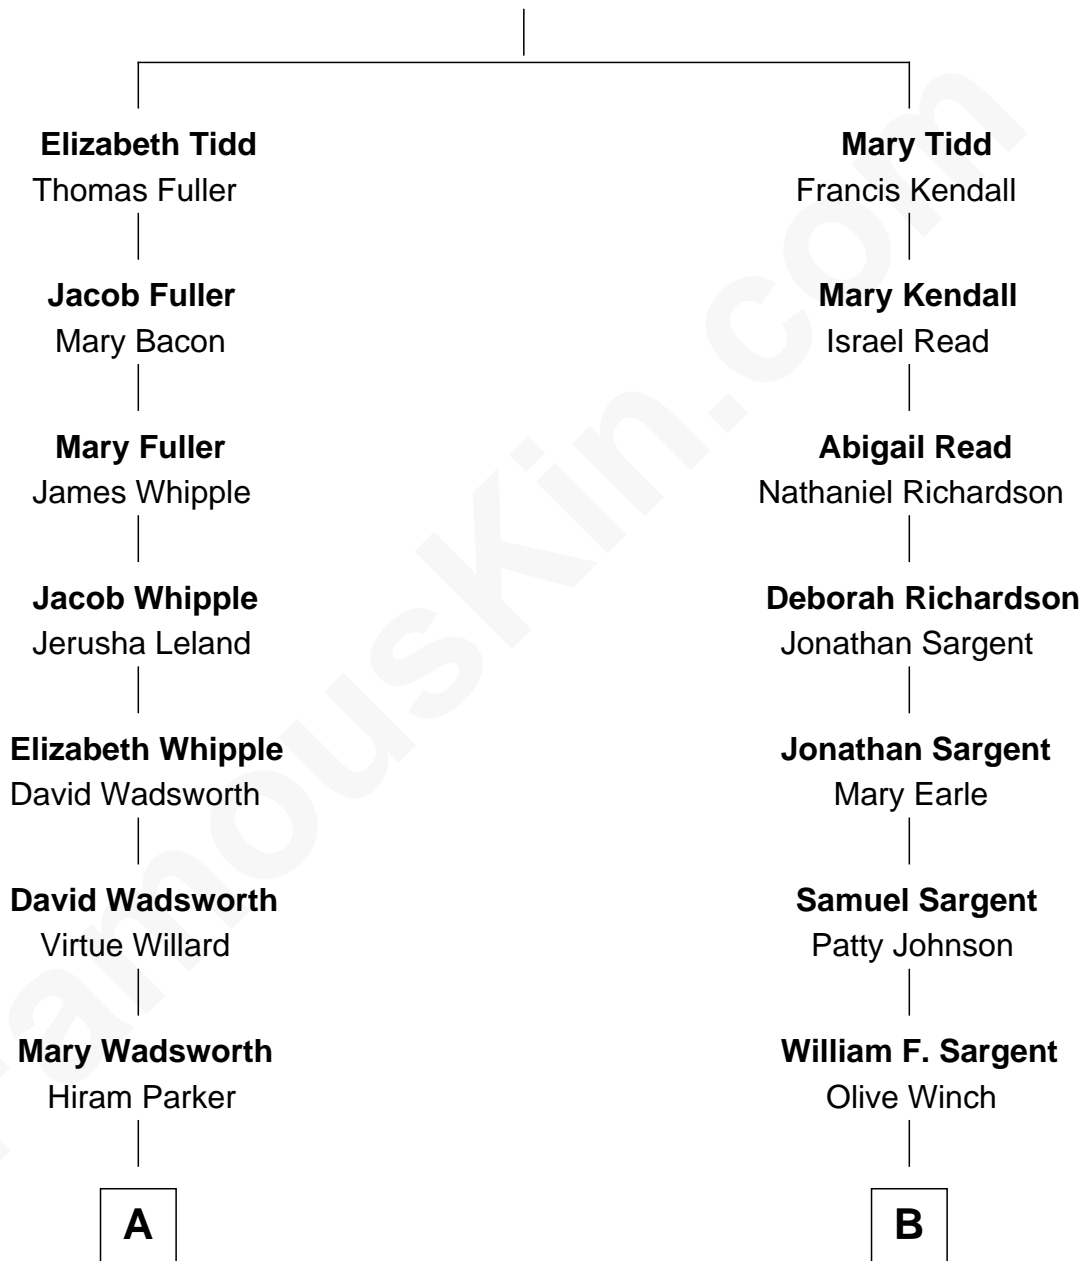 Elizabeth Tidd
Thomas Fuller
Jacob Fuller
Mary Bacon
Mary Fuller
James Whipple
Jacob Whipple
Jerusha Leland
Elizabeth Whipple
David Wadsworth
David Wadsworth
Virtue Willard
Mary Wadsworth
Hiram Parker
A
Mary Tidd
Francis Kendall
Mary Kendall
Israel Read
Abigail Read
Nathaniel Richardson
Deborah Richardson
Jonathan Sargent
Jonathan Sargent
Mary Earle
Samuel Sargent
Patty Johnson
William F. Sargent
Olive Winch
B
FamousKin.com